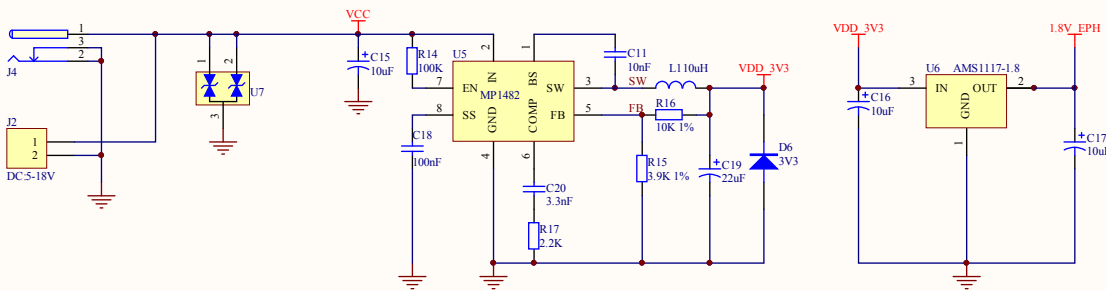 VCC
1
3
2
J4
J2
1
2
DC:5-18V
1
2
3
U7
C15
10uF
R14
100K
U5
2
1
IN
BS
7
EN
MP1482
SW
3
8
SS
FB
5
GND
COMP
4
6
C18
100nF
C20
3.3nF
R17
2.2K
C11
10nF
SW
L110uH
FB
R16
10K 1%
R15
3.9K 1%
C19
22uF
VDD_3V3
D6
3V3
VDD_3V3
C16
10uF
U6
AMS1117-1.8
3
IN
OUT
2
GND
1
1.8V_EPH
C17